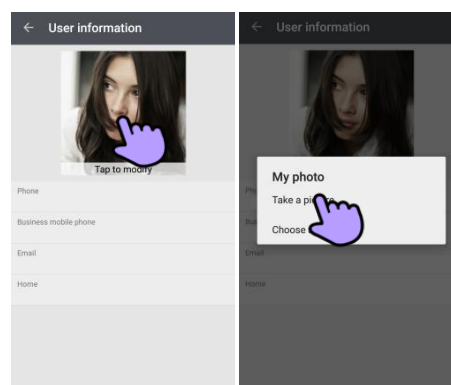 User information
Tap to modify
Phone
Business mobile phone
Email
Home
User information
My photo
Take a picture
Choose
Email
Home